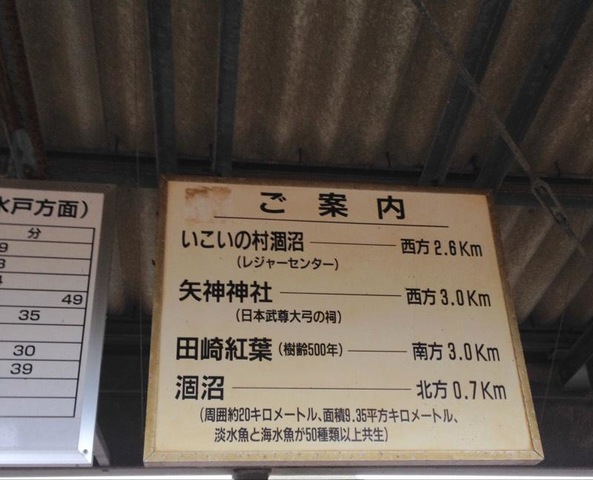 水戸方面)
分
9
3
4
49
35
30
39
ご案内
いこいの村涸沼 西方2.6Km
(レジャーセンター)
矢神神社 西方3.0Km
(日本武尊大弓の祠)
田崎紅葉(樹齢500年) 南方3.0Km
涸沼 北方0.7Km
(周囲約20キロメートル、面積9.35平方キロメートル、
淡水魚と海水魚が50種類以上共生)